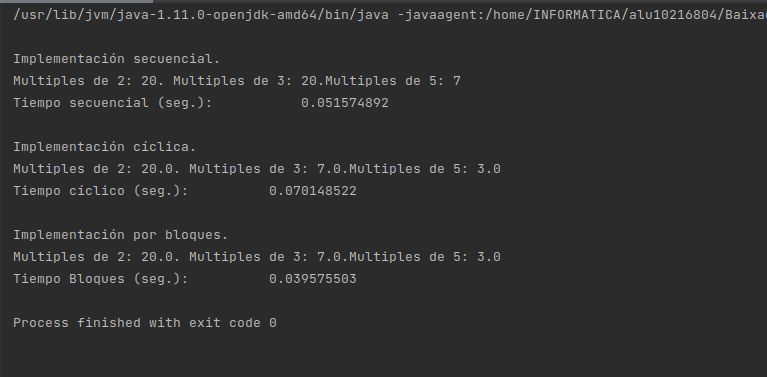 /usr/lib/jvm/java-1.11.0-openjdk-amd64/bin/java -javaagent:/home/INFORMATICA/alu10216804/Baixad
Implementación secuencial.
Multiples de 2: 20. Multiples de 3: 20.Multiples de 5: 7
Tiempo secuencial (seg.): 0.051574892
Implementación cíclica.
Multiples de 2: 20.0. Multiples de 3: 7.0.Multiples de 5: 3.0
Tiempo cíclico (seg.): 0.070148522
Implementación por bloques.
Multiples de 2: 20.0. Multiples de 3: 7.0.Multiples de 5: 3.0
Tiempo Bloques (seg.): 0.039575503
Process finished with exit code 0